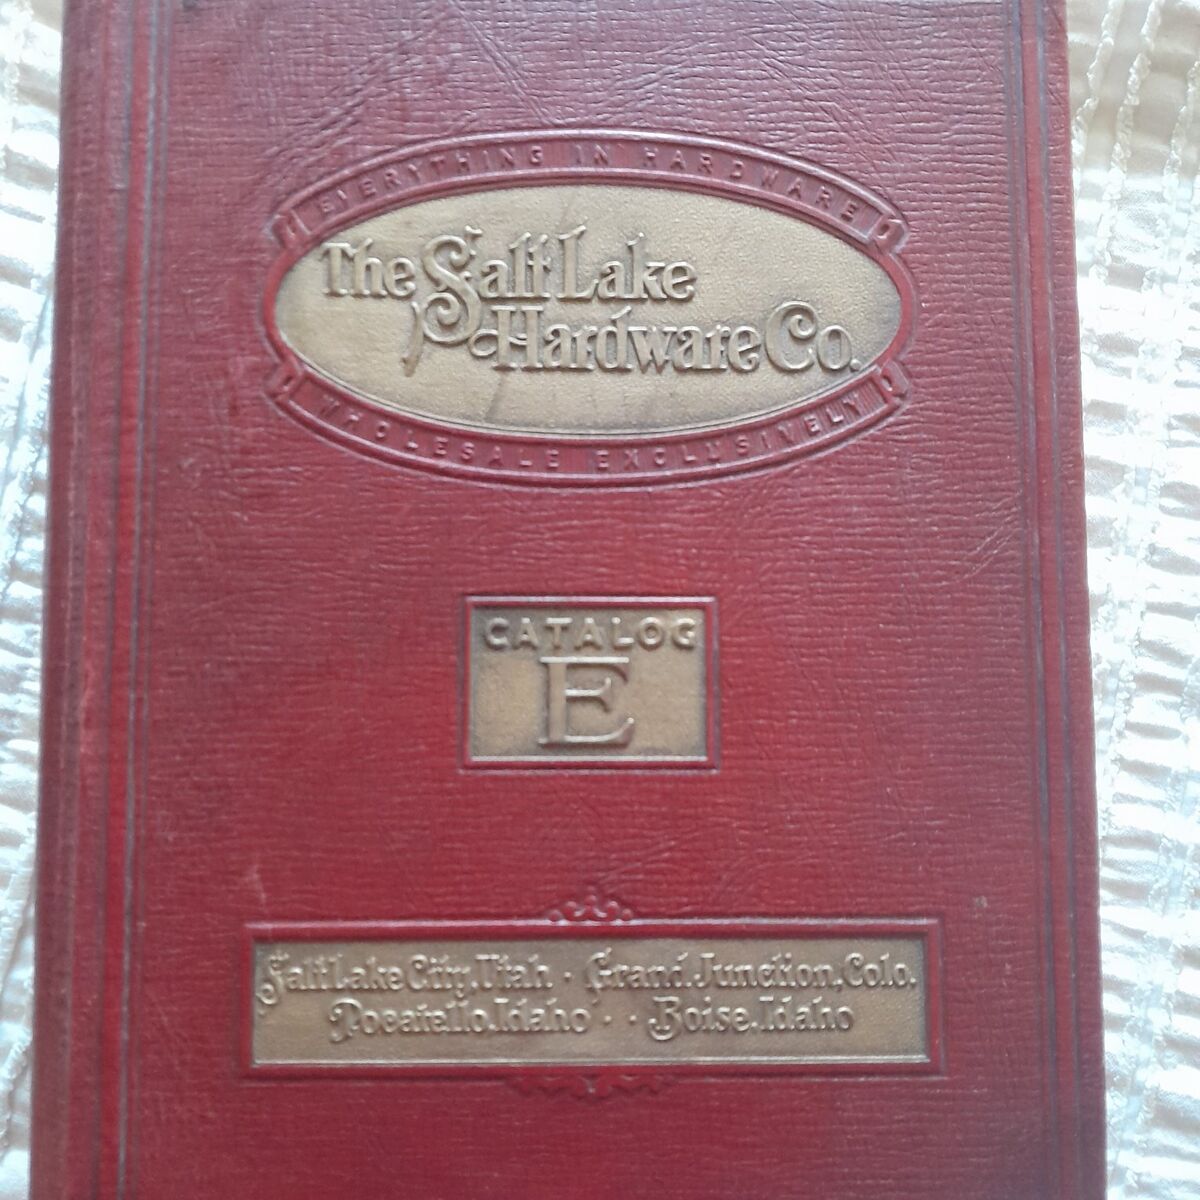 EVERYTHING IN HARDWARE
The Salt Lake
Hardware Co.
WHOLESALE EXCLUSIVELY
CATALOG
E
Salt Lake City, Utah · Grand Junction, Colo.
Pocatello, Idaho · · Boise, Idaho